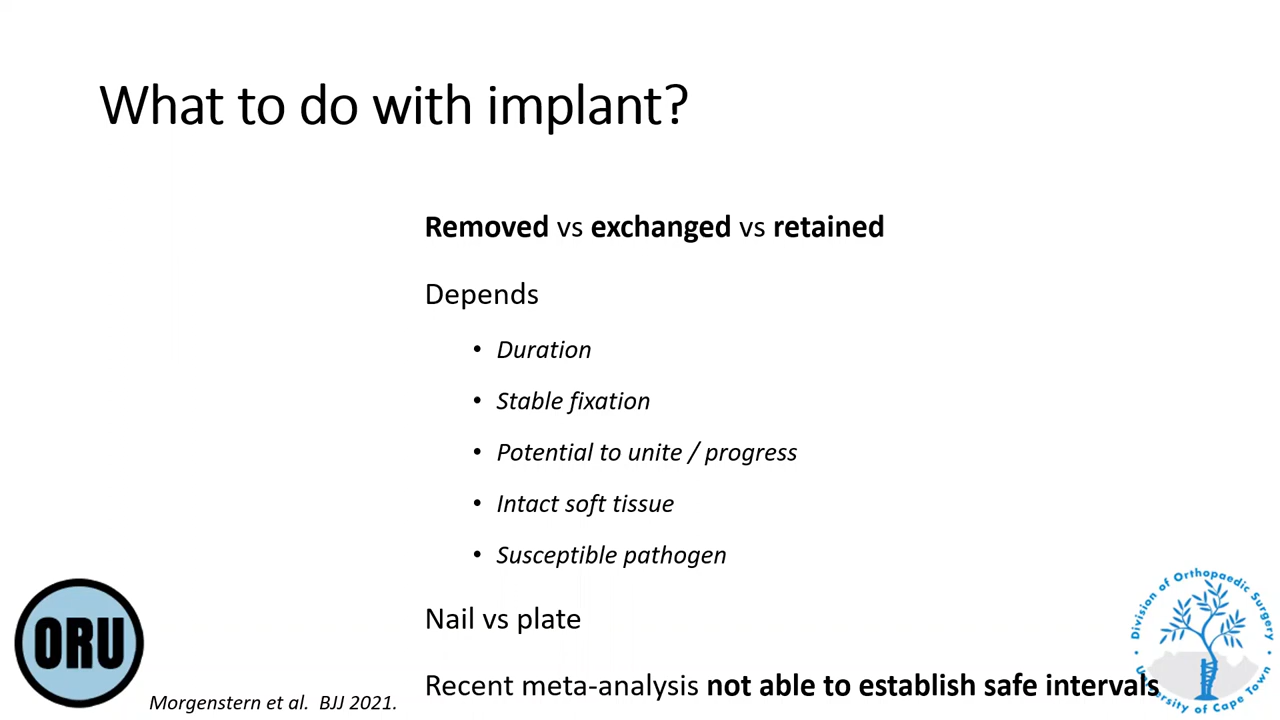 What to do with implant?
Removed vs exchanged vs retained
Depends
• Duration
• Stable fixation
• Potential to unite / progress
• Intact soft tissue
• Susceptible pathogen
Nail vs plate
Recent meta-analysis not able to establish safe intervals
Morgenstern et al. BJJ 2021.
ORU
Division of Orthopaedic Surgery
University of Cape Town